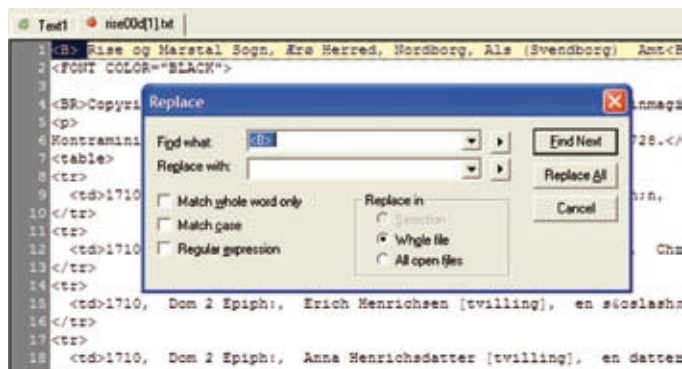 Text1 rise00d[1].txt
1 <B> Rise og Marstal Sogn, Ærø Herred, Nordborg, Als (Svendborg) Amt<B
2 <FONT COLOR="BLACK">
3
4 <BR>Copyri
5 <p>
6 Kontramini 728.</
7 <table>
8 <tr>
9 <td>1710
10 </tr>
11 <tr>
12 <td>1710 Chr
13 </tr>
14 <tr>
15 <td>1710, Dom 2 Epiph:, Erich Henrichsen [tvilling], en s&oslash;
16 </tr>
17 <tr>
18 <td>1710, Dom 2 Epiph:, Anna Henrichsdatter [tvilling], en datter
Replace
Find what: <B>
Find Next
Replace with:
Replace All
Cancel
Match whole word only
Match case
Regular expression
Replace in
Selection
Whole file
All open files